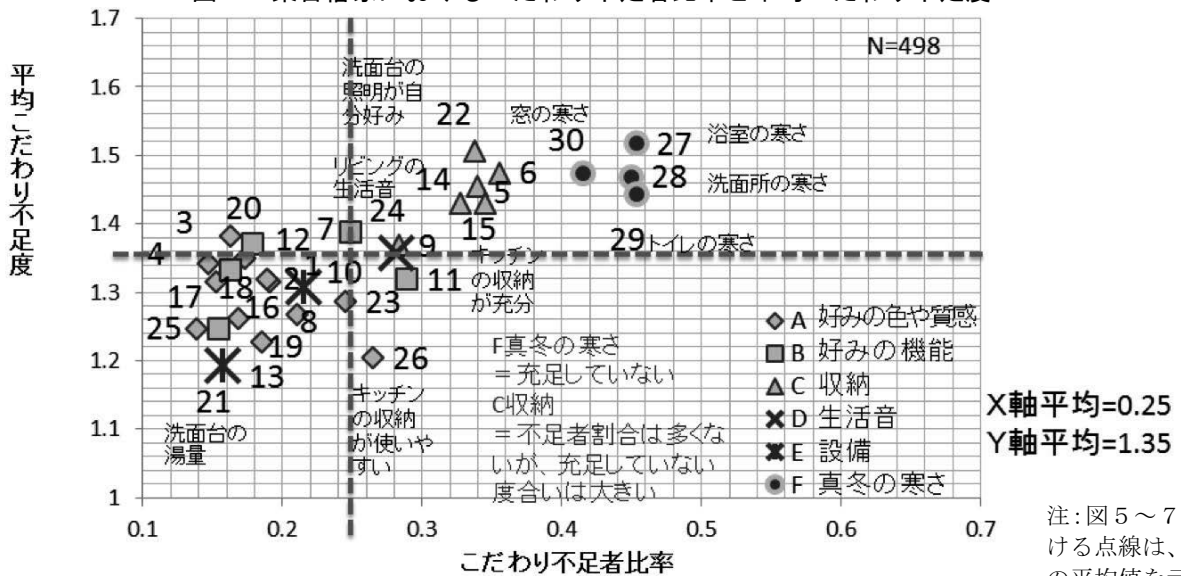 平均こだわり不足度
1.7
1.6
1.5
1.4
1.3
1.2
1.1
1
0.1
0.2
0.3
0.4
0.5
0.6
0.7
こだわり不足者比率
N=498
洗面台の
照明が自
分好み
22
窓の寒さ
30
27
浴室の寒さ
リビングの
生活音
14
6
5
28
洗面所の寒さ
3
20
7
24
15
29
トイレの寒さ
4
12
9
キッチン
の収納
が充分
1
2
10
11
17
18
16
8
23
25
19
26
13
21
洗面台の
湯量
キッチン
の収納
が使いや
すい
F真冬の寒さ
=充足していない
C収納
=不足者割合は多くな
いが、充足していない
度合いは大きい
A 好みの色や質感
B 好みの機能
C 収納
D 生活音
E 設備
F 真冬の寒さ
X軸平均=0.25
Y軸平均=1.35
注:図5~7
ける点線は、